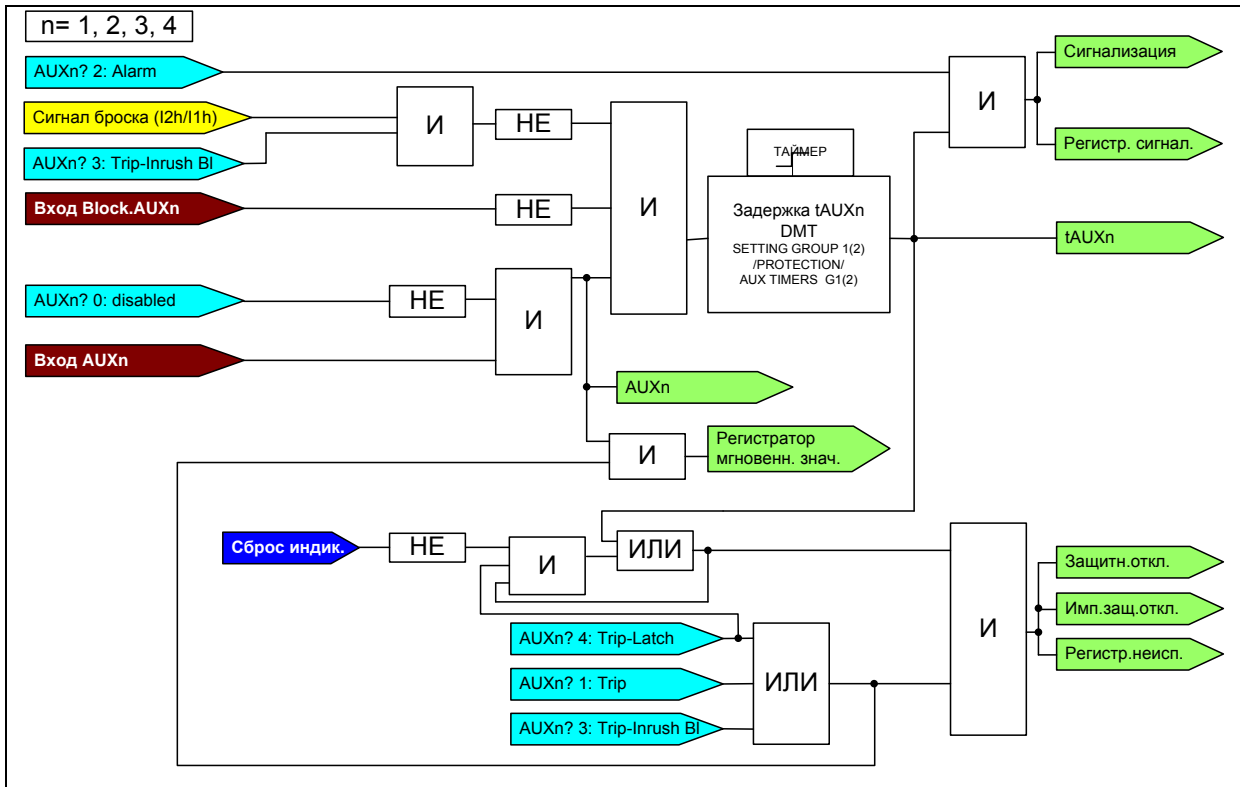 n= 1, 2, 3, 4
AUXn? 2: Alarm
Сигнал броска (I2h/I1h)
AUXn? 3: Trip-Inrush Bl
Вход Block.AUXn
AUXn? 0: disabled
Вход AUXn
И
НЕ
НЕ
НЕ
И
И
ТАЙМЕР
Задержка tAUXn
DMT
SETTING GROUP 1(2)
/PROTECTION/
AUX TIMERS G1(2)
И
Сигнализация
Регистр. сигнал.
tAUXn
AUXn
И
Регистратор
мгновенн. знач.
Сброс индик.
НЕ
И
ИЛИ
AUXn? 4: Trip-Latch
AUXn? 1: Trip
AUXn? 3: Trip-Inrush Bl
ИЛИ
И
Защитн.откл.
Имп.защ.откл.
Регистр.неисп.